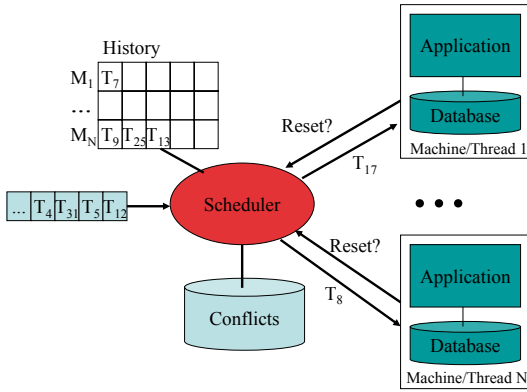 History
M1 T7
...
MN T9 T25 T13
... T4 T31 T5 T12
Scheduler
Conflicts
Reset?
T17
Application
Database
Machine/Thread 1
• • •
Reset?
T8
Application
Database
Machine/Thread N